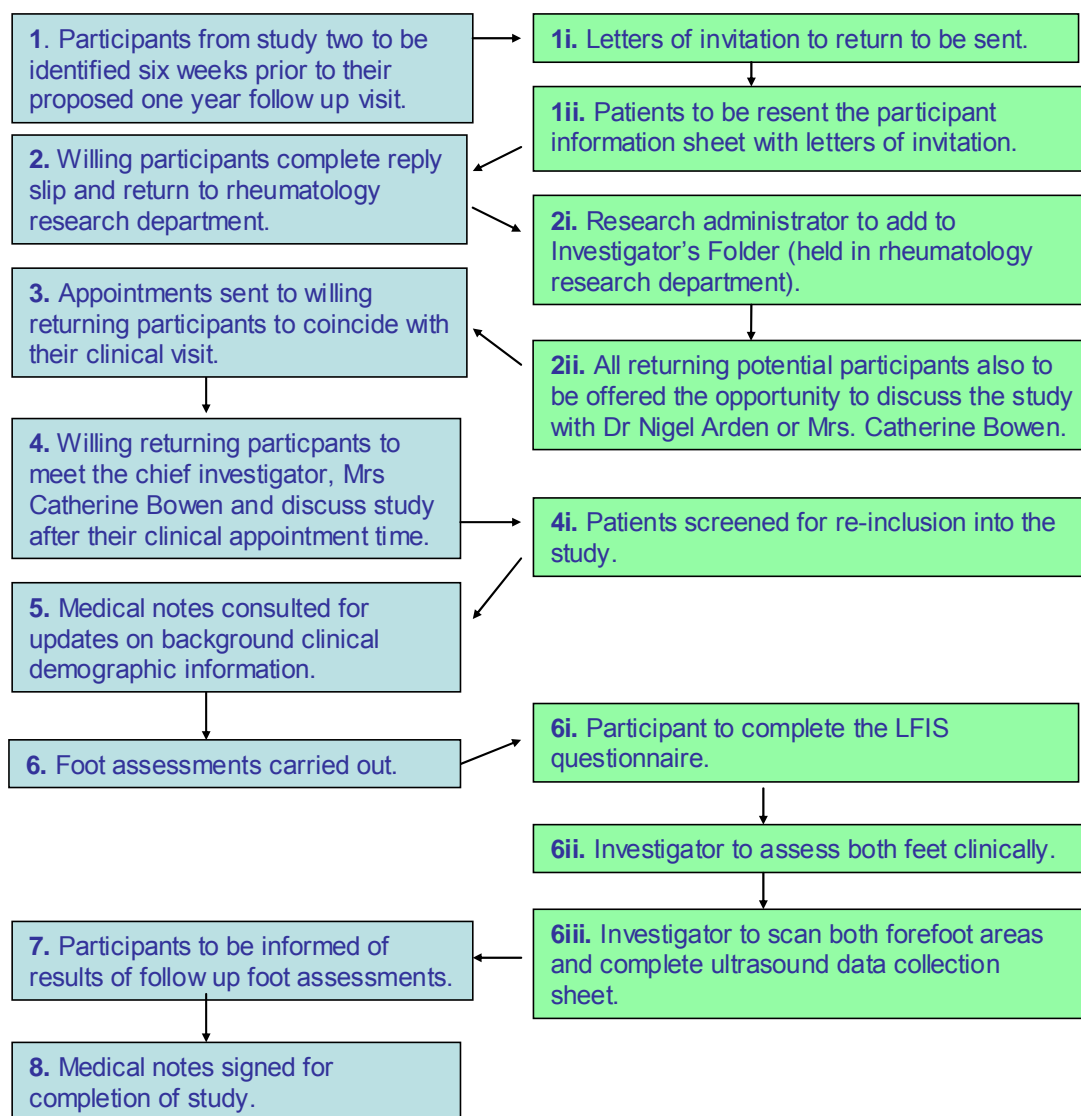 1. Participants from study two to be
identified six weeks prior to their
proposed one year follow up visit.
1i. Letters of invitation to return to be sent.
1ii. Patients to be resent the participant
information sheet with letters of invitation.
2. Willing participants complete reply
slip and return to rheumatology
research department.
2i. Research administrator to add to
Investigator's Folder (held in rheumatology
research department).
2ii. All returning potential participants also to
be offered the opportunity to discuss the study
with Dr Nigel Arden or Mrs. Catherine Bowen.
3. Appointments sent to willing
returning participants to coincide with
their clinical visit.
4. Willing returning particpants to
meet the chief investigator, Mrs
Catherine Bowen and discuss study
after their clinical appointment time.
4i. Patients screened for re-inclusion into the
study.
5. Medical notes consulted for
updates on background clinical
demographic information.
6. Foot assessments carried out.
6i. Participant to complete the LFIS
questionnaire.
6ii. Investigator to assess both feet clinically.
6iii. Investigator to scan both forefoot areas
and complete ultrasound data collection
sheet.
7. Participants to be informed of
results of follow up foot assessments.
8. Medical notes signed for
completion of study.